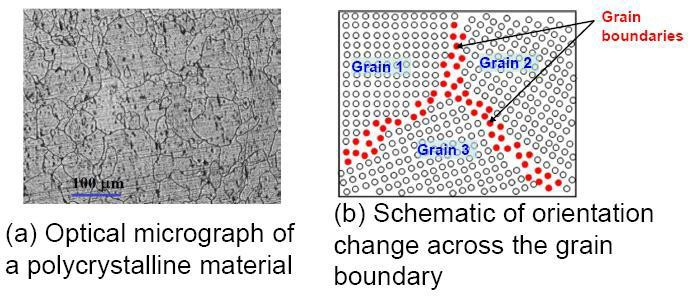 100 μm
(a) Optical micrograph of
a polycrystalline material
Grain
boundaries
Grain 1
Grain 2
Grain 3
(b) Schematic of orientation
change across the grain
boundary